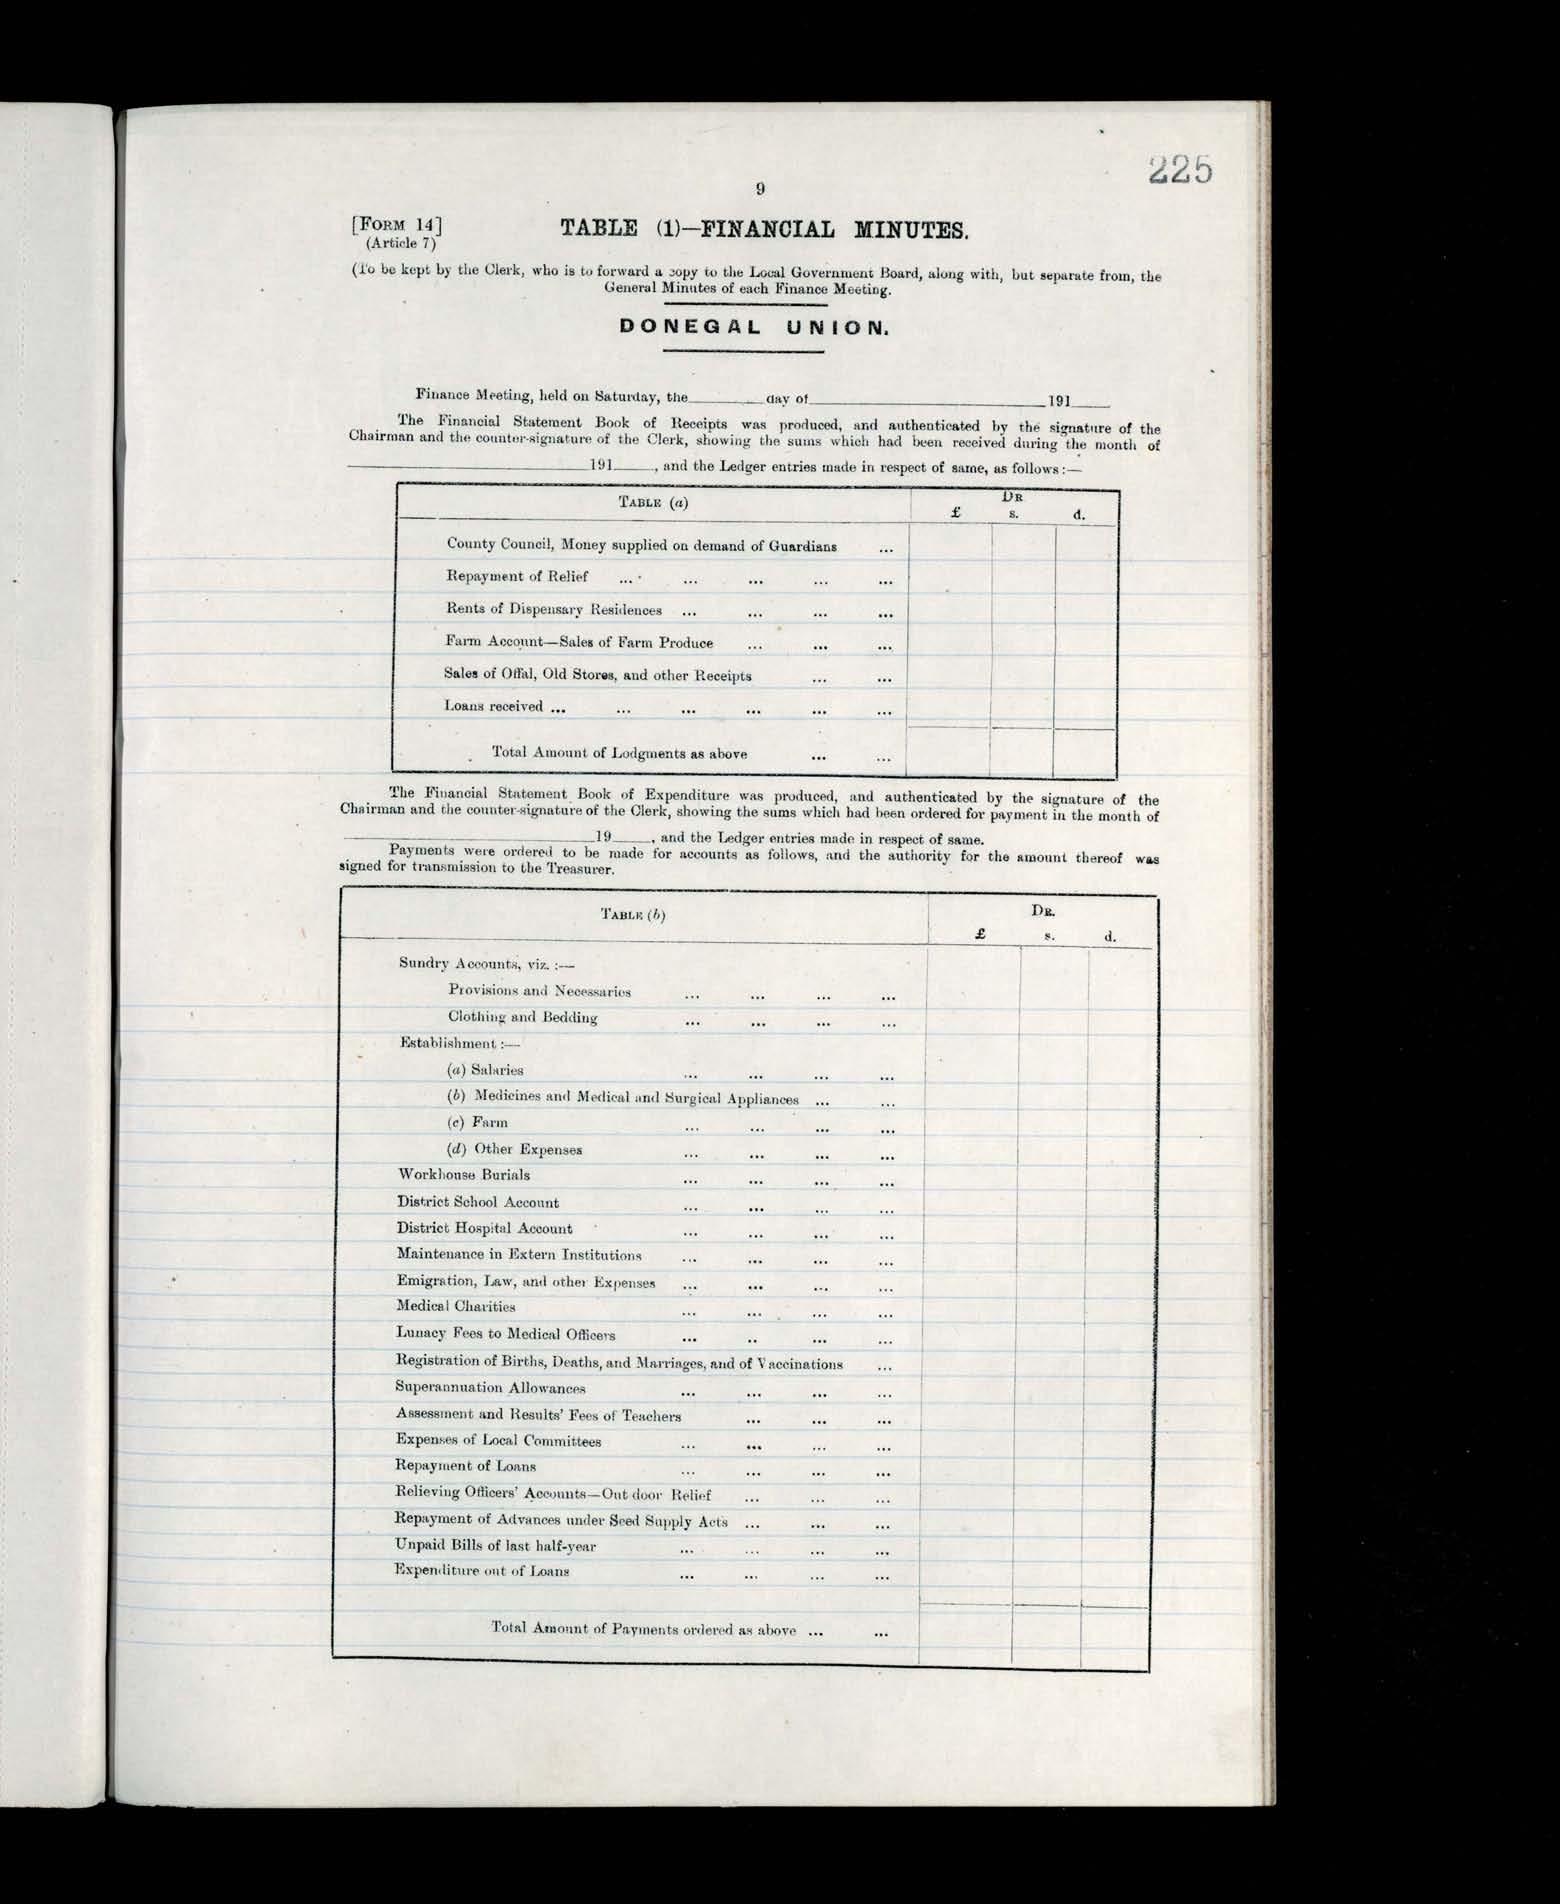 225
9
[FORM 14]
(Article 7)
TABLE (1)—FINANCIAL MINUTES.
(To be kept by the Clerk, who is to forward a copy to the Local Government Board, along with, but separate from, the
General Minutes of each Finance Meeting.
DONEGAL UNION.
Finance Meeting, held on Saturday, the ______ day of ______ 191____
The Financial Statement Book of Receipts was produced, and authenticated by the signature of the
Chairman and the counter-signature of the Clerk, showing the sums which had been received during the month of
______ 191____, and the Ledger entries made in respect of same, as follows:—
TABLE (a)
DR
£ s. d.
County Council, Money supplied on demand of Guardians ...
Repayment of Relief ... ... ... ... ...
Rents of Dispensary Residences ... ... ... ...
Farm Account—Sales of Farm Produce ... ... ...
Sales of Offal, Old Stores, and other Receipts ... ...
Loans received ... ... ... ... ... ...
Total Amount of Lodgments as above ... ...
The Financial Statement Book of Expenditure was produced, and authenticated by the signature of the
Chairman and the counter-signature of the Clerk, showing the sums which had been ordered for payment in the month of
______ 19____, and the Ledger entries made in respect of same.
Payments were ordered to be made for accounts as follows, and the authority for the amount thereof was
signed for transmission to the Treasurer.
TABLE (b)
DR.
£ s. d.
Sundry Accounts, viz. :—
Provisions and Necessaries ... ... ... ...
Clothing and Bedding ... ... ... ...
Establishment :—
(a) Salaries ... ... ... ...
(b) Medicines and Medical and Surgical Appliances ... ...
(c) Farm ... ... ... ...
(d) Other Expenses ... ... ... ...
Workhouse Burials ... ... ... ...
District School Account ... ... ... ...
District Hospital Account ... ... ... ...
Maintenance in Extern Institutions ... ... ... ...
Emigration, Law, and other Expenses ... ... ... ...
Medical Charities ... ... ... ...
Lunacy Fees to Medical Officers ... .. ... ...
Registration of Births, Deaths, and Marriages, and of Vaccinations ...
Superannuation Allowances ... ... ... ...
Assessment and Results' Fees of Teachers ... ... ...
Expenses of Local Committees ... ... ... ...
Repayment of Loans ... ... ... ...
Relieving Officers' Accounts—Out door Relief ... ... ...
Repayment of Advances under Seed Supply Acts ... ... ...
Unpaid Bills of last half-year ... ... ... ...
Expenditure out of Loans ... ... ... ...
Total Amount of Payments ordered as above ... ...